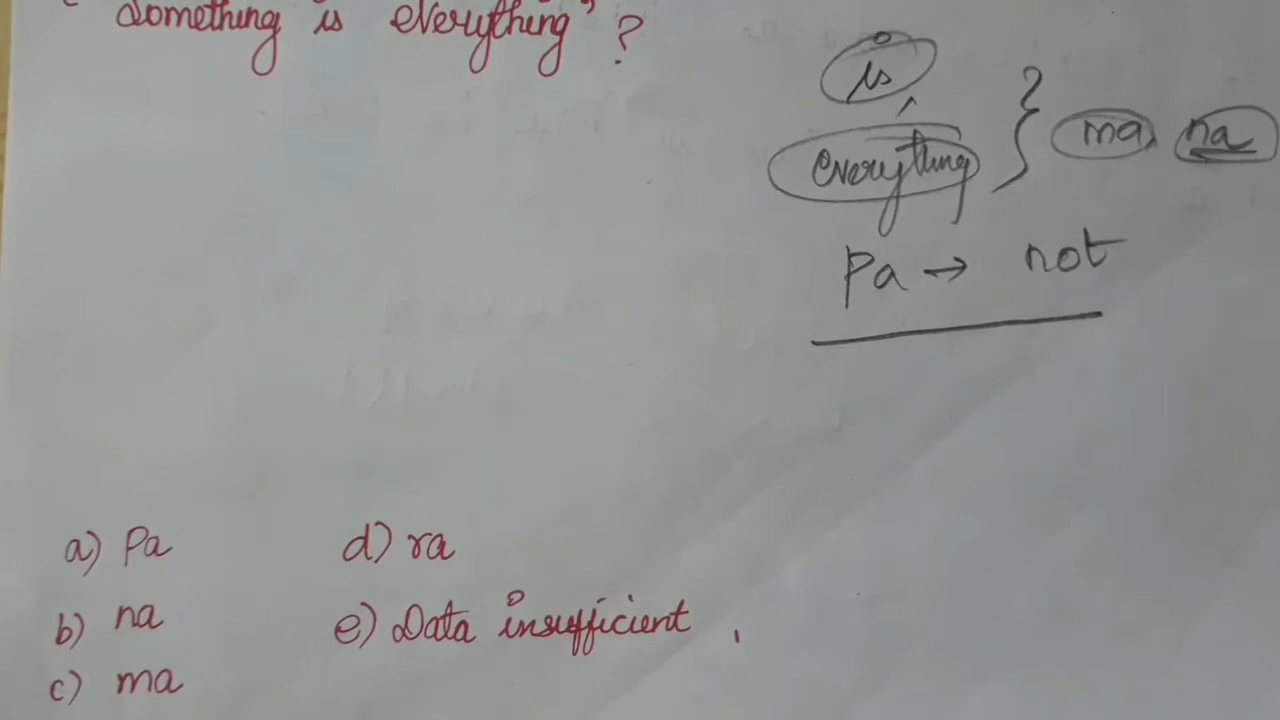 “something is everything” ?
is
everything } ma, na
Pa → not
a) Pa
d) ra
b) na
e) Data insufficient .
c) ma